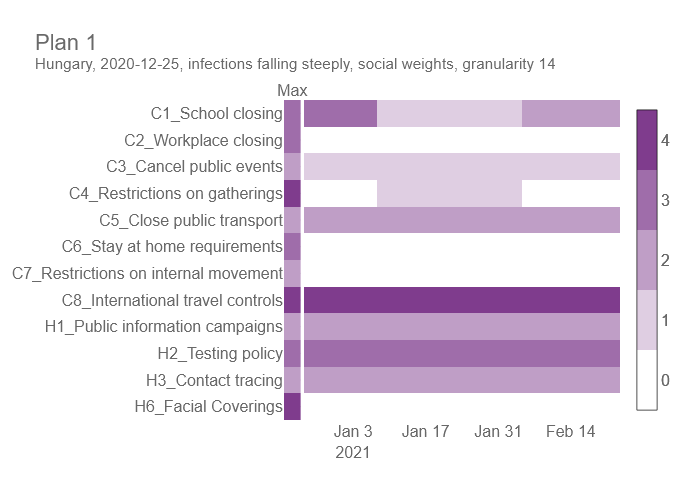 Plan 1
Hungary, 2020-12-25, infections falling steeply, social weights, granularity 14
Max
C1_School closing
C2_Workplace closing
C3_Cancel public events
C4_Restrictions on gatherings
C5_Close public transport
C6_Stay at home requirements
C7_Restrictions on internal movement
C8_International travel controls
H1_Public information campaigns
H2_Testing policy
H3_Contact tracing
H6_Facial Coverings
Jan 3 Jan 17 Jan 31 Feb 14
2021
4
3
2
1
0